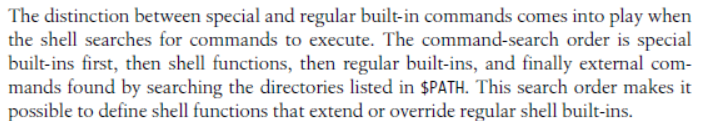 The distinction between special and regular built-in commands comes into play when
the shell searches for commands to execute. The command-search order is special
built-ins first, then shell functions, then regular built-ins, and finally external com-
mands found by searching the directories listed in $PATH. This search order makes it
possible to define shell functions that extend or override regular shell built-ins.